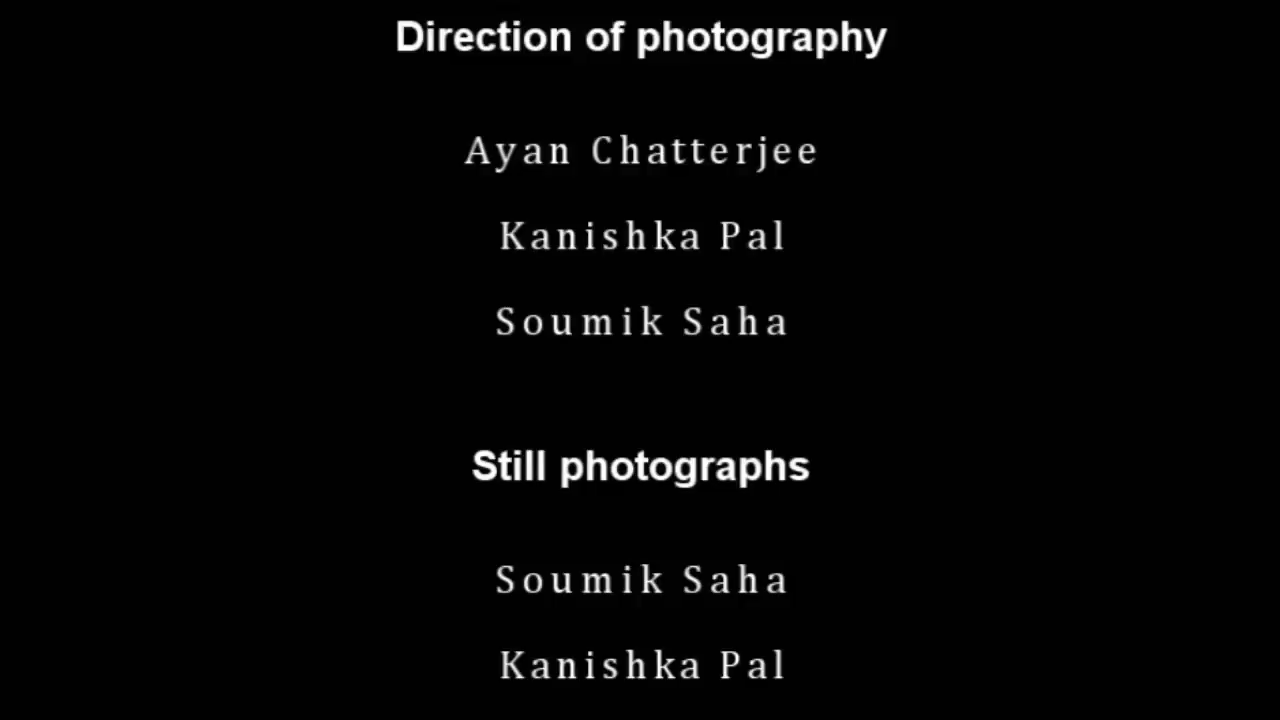 Direction of photography
Ayan Chatterjee
Kanishka Pal
Soumik Saha
Still photographs
Soumik Saha
Kanishka Pal